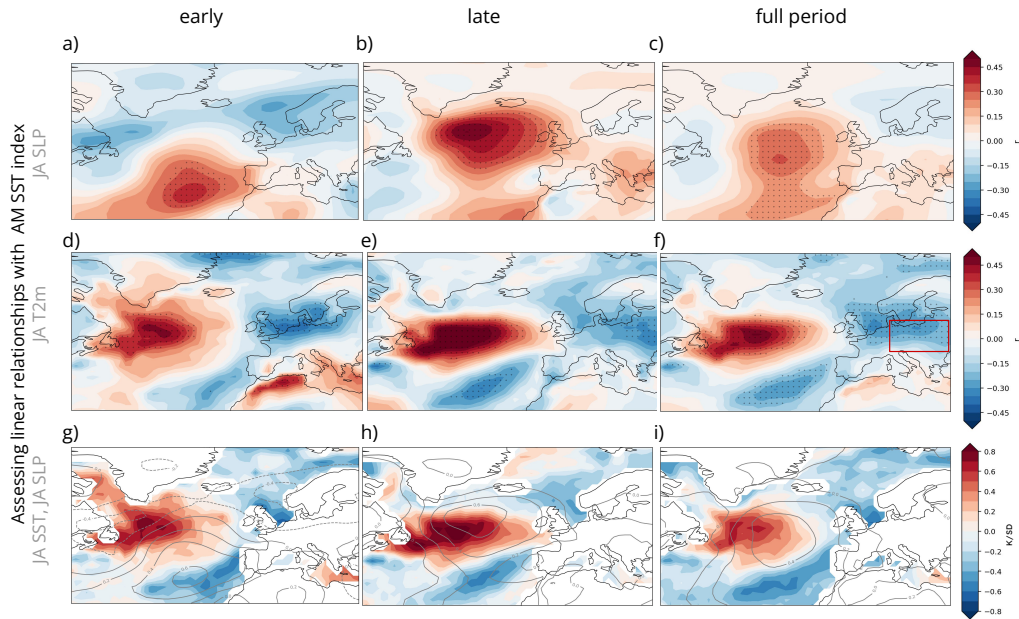 early
late
full period
a)
b)
c)
Assessing linear relationships with AM SST index
JA SLP
0.45
0.30
0.15
0.00
−0.15
−0.30
−0.45
r
d)
e)
f)
JA T2m
0.45
0.30
0.15
0.00
−0.15
−0.30
−0.45
r
g)
h)
i)
JA SST, JA SLP
0.8
0.6
0.4
0.2
0.0
−0.2
−0.4
−0.6
−0.8
K/SD